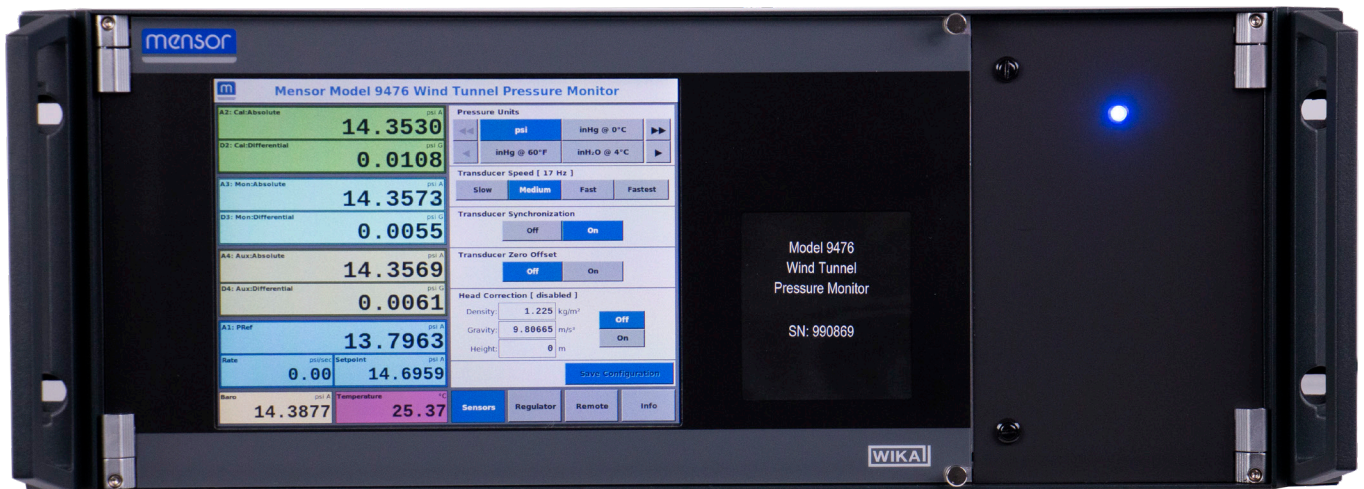 mensor
m
Mensor Model 9476 Wind Tunnel Pressure Monitor
A2: Cal:Absolute psi A
14.3530
D2: Cal:Differential psi G
0.0108
A3: Mon:Absolute psi A
14.3573
D3: Mon:Differential psi G
0.0055
A4: Aux:Absolute psi A
14.3569
D4: Aux:Differential psi G
0.0061
A1: PRef psi A
13.7963
Rate psi/sec
0.00
Setpoint psi A
14.6959
Baro psi A
14.3877
Temperature °C
25.37
Pressure Units
psi inHg @ 0°C
inHg @ 60°F inH₂O @ 4°C
Transducer Speed [ 17 Hz ]
Slow Medium Fast Fastest
Transducer Synchronization
Off On
Transducer Zero Offset
Off On
Head Correction [ disabled ]
Density: 1.225 kg/m³
Gravity: 9.80665 m/s²
Height: 0 m
Off
On
Save Configuration
Sensors Regulator Remote Info
Model 9476
Wind Tunnel
Pressure Monitor
SN: 990869
WIKA